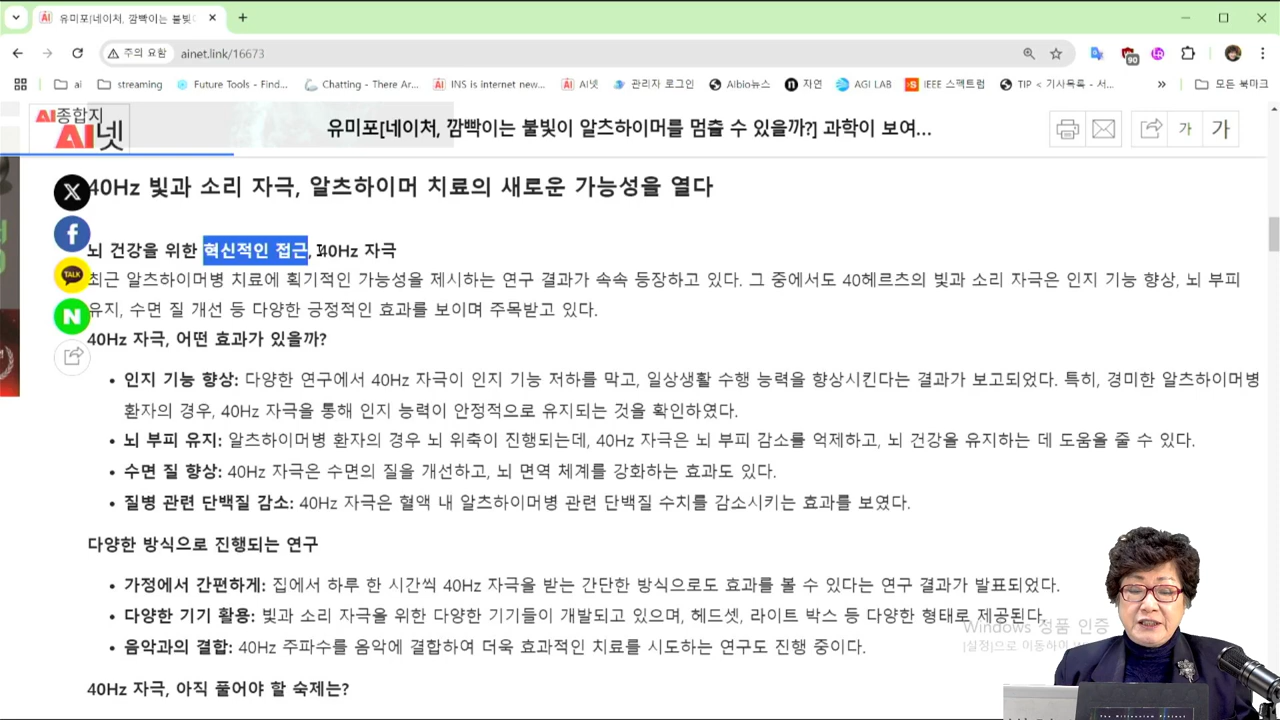 유미포[네이처, 깜빡이는 불빛이
주의 요함
ainet.link/16673
90
ai
streaming
Future Tools - Find...
Chatting - There Ar...
INS is internet new...
AI넷
관리자 로그인
Aibio뉴스
자연
AGI LAB
IEEE 스펙트럼
TIP < 기사목록 - 서...
모든 북마크
AI종합지
AI넷
유미포[네이처, 깜빡이는 불빛이 알츠하이머를 멈출 수 있을까?] 과학이 보여...
가 가
40Hz 빛과 소리 자극, 알츠하이머 치료의 새로운 가능성을 열다
뇌 건강을 위한 혁신적인 접근, 40Hz 자극
최근 알츠하이머병 치료에 획기적인 가능성을 제시하는 연구 결과가 속속 등장하고 있다. 그 중에서도 40헤르츠의 빛과 소리 자극은 인지 기능 향상, 뇌 부피
TALK
유지, 수면 질 개선 등 다양한 긍정적인 효과를 보이며 주목받고 있다.
40Hz 자극, 어떤 효과가 있을까?
• 인지 기능 향상: 다양한 연구에서 40Hz 자극이 인지 기능 저하를 막고, 일상생활 수행 능력을 향상시킨다는 결과가 보고되었다. 특히, 경미한 알츠하이머병
환자의 경우, 40Hz 자극을 통해 인지 능력이 안정적으로 유지되는 것을 확인하였다.
• 뇌 부피 유지: 알츠하이머병 환자의 경우 뇌 위축이 진행되는데, 40Hz 자극은 뇌 부피 감소를 억제하고, 뇌 건강을 유지하는 데 도움을 줄 수 있다.
• 수면 질 향상: 40Hz 자극은 수면의 질을 개선하고, 뇌 면역 체계를 강화하는 효과도 있다.
• 질병 관련 단백질 감소: 40Hz 자극은 혈액 내 알츠하이머병 관련 단백질 수치를 감소시키는 효과를 보였다.
다양한 방식으로 진행되는 연구
• 가정에서 간편하게: 집에서 하루 한 시간씩 40Hz 자극을 받는 간단한 방식으로도 효과를 볼 수 있다는 연구 결과가 발표되었다.
• 다양한 기기 활용: 빛과 소리 자극을 위한 다양한 기기들이 개발되고 있으며, 헤드셋, 라이트 박스 등 다양한 형태로 제공된다.
Windows 정품 인증
• 음악과의 결합: 40Hz 주파수를 음악에 결합하여 더욱 효과적인 치료를 시도하는 연구도 진행 중이다.
[설정]으로 이동하여
40Hz 자극, 아직 풀어야 할 숙제는?
The Millennium Project